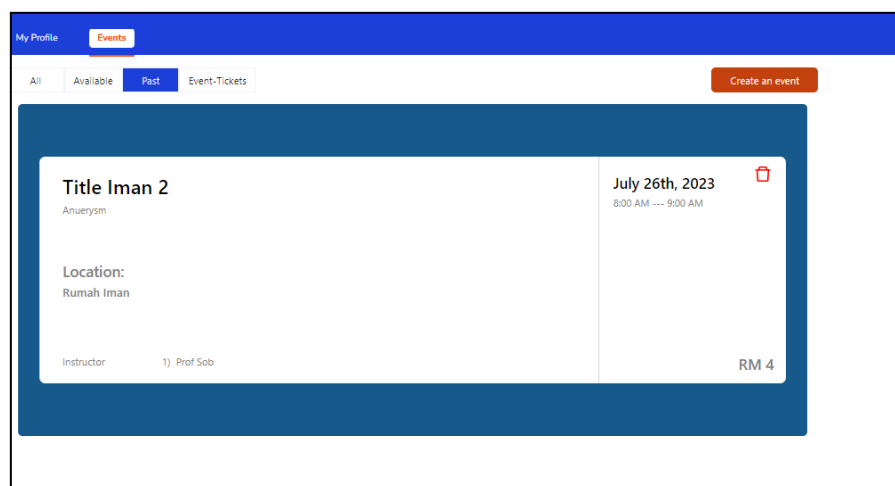 My Profile Events
All Available Past Event-Tickets Create an event
Title Iman 2
Anuerysm
July 26th, 2023
8:00 AM --- 9:00 AM
Location:
Rumah Iman
Instructor 1) Prof Sob
RM 4